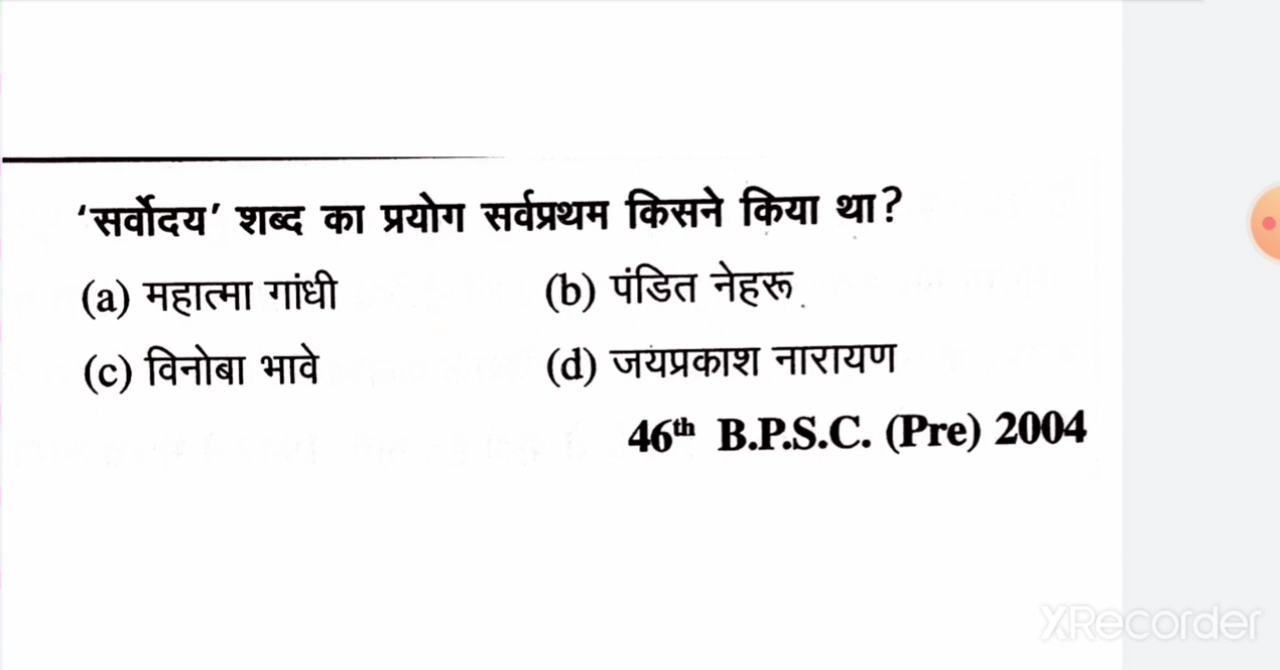 'सर्वोदय' शब्द का प्रयोग सर्वप्रथम किसने किया था?
(a) महात्मा गांधी (b) पंडित नेहरू
(c) विनोबा भावे (d) जयप्रकाश नारायण
46th B.P.S.C. (Pre) 2004
XRecorder